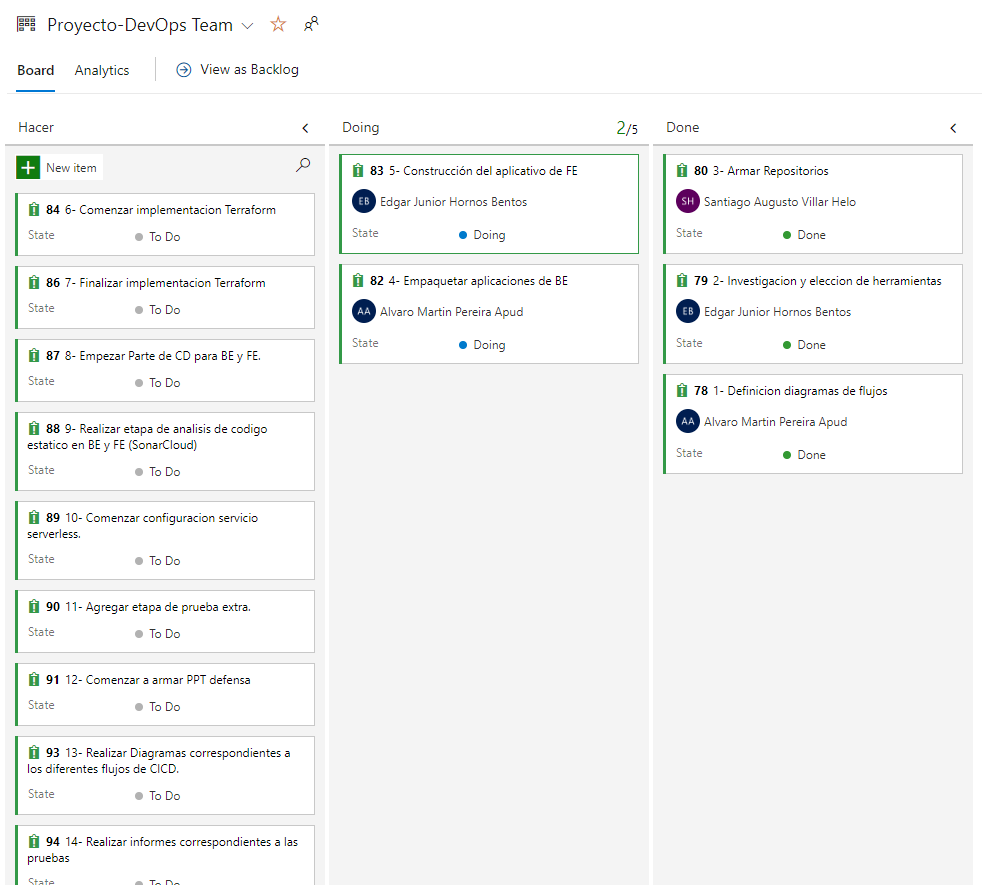 Proyecto-DevOps Team
Board
Analytics
View as Backlog
Hacer
New item
84 6- Comenzar implementacion Terraform
State
To Do
86 7- Finalizar implementacion Terraform
State
To Do
87 8- Empezar Parte de CD para BE y FE.
State
To Do
88 9- Realizar etapa de analisis de codigo
estatico en BE y FE (SonarCloud)
State
To Do
89 10- Comenzar configuracion servicio
serverless.
State
To Do
90 11- Agregar etapa de prueba extra.
State
To Do
91 12- Comenzar a armar PPT defensa
State
To Do
93 13- Realizar Diagramas correspondientes a
los diferentes flujos de CICD.
State
To Do
94 14- Realizar informes correspondientes a las
pruebas
State
To Do
Doing
2/5
83 5- Construcción del aplicativo de FE
EB Edgar Junior Hornos Bentos
State
Doing
82 4- Empaquetar aplicaciones de BE
AA Alvaro Martin Pereira Apud
State
Doing
Done
80 3- Armar Repositorios
SH Santiago Augusto Villar Helo
State
Done
79 2- Investigacion y eleccion de herramientas
EB Edgar Junior Hornos Bentos
State
Done
78 1- Definicion diagramas de flujos
AA Alvaro Martin Pereira Apud
State
Done